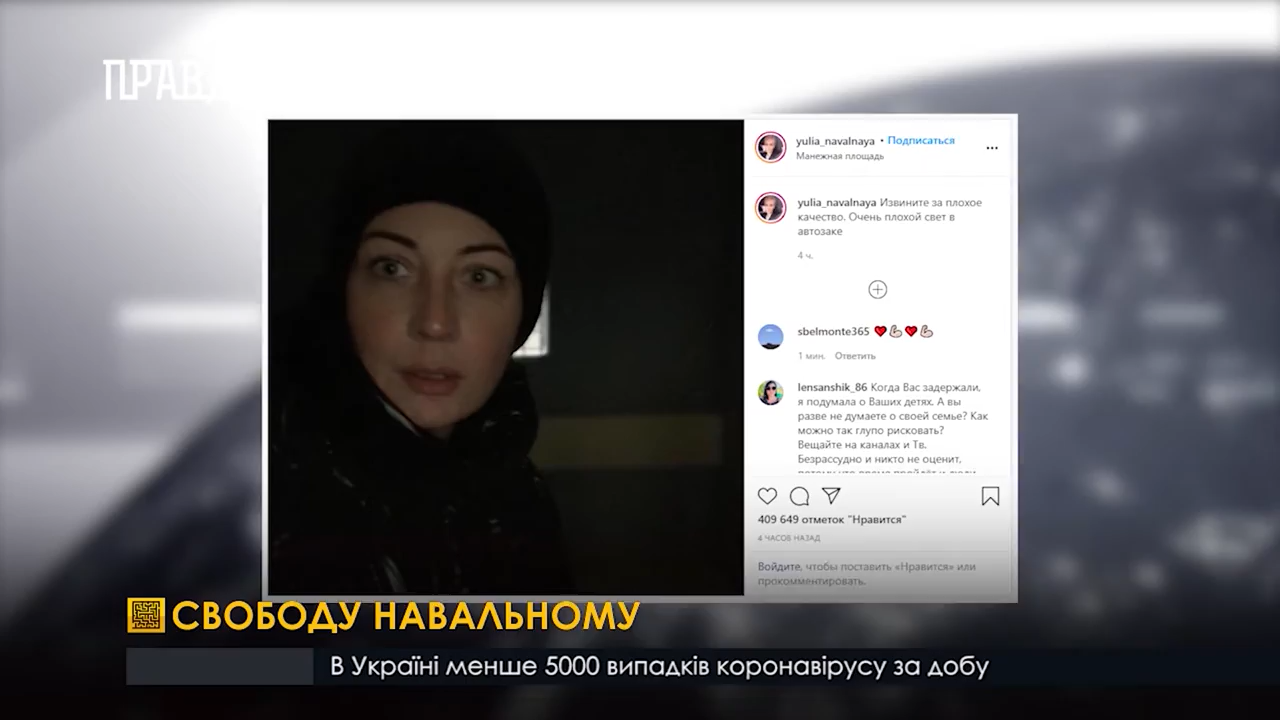 yulia_navalnaya • Подписаться
Манежная площадь
yulia_navalnaya Извините за плохое
качество. Очень плохой свет в
автозаке
4 ч.
sbelmonte365 ❤️💪❤️💪
1 мин. Ответить
lensanshik_86 Когда Вас задержали,
я подумала о Ваших детях. А вы
разве не думаете о своей семье? Как
можно так глупо рисковать?
Вещайте на каналах и Тв.
Безрассудно и никто не оценит,
409 649 отметок "Нравится"
4 ЧАСОВ НАЗАД
Войдите, чтобы поставить «Нравится» или
прокомментировать.
СВОБОДУ НАВАЛЬНОМУ
В Україні менше 5000 випадків коронавірусу за добу